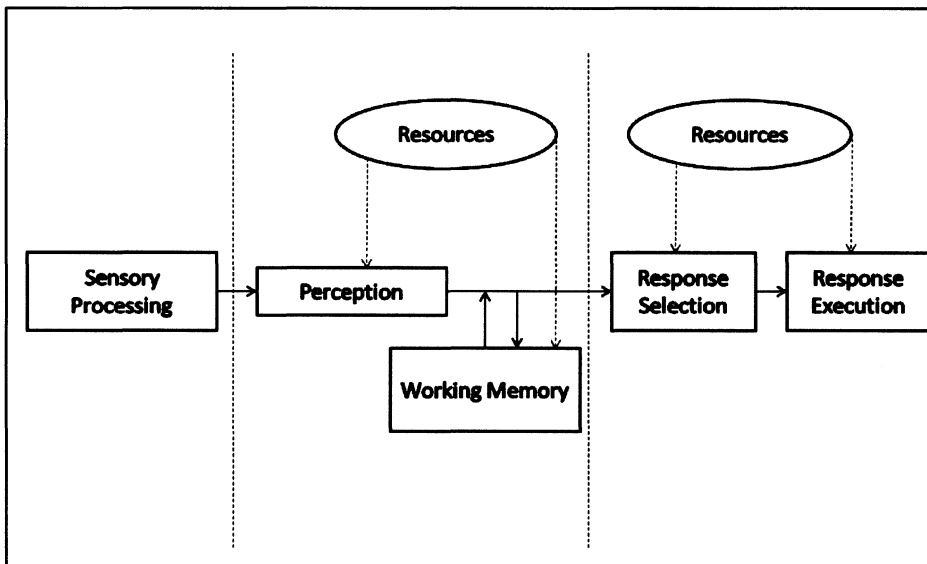 Resources
Resources
Sensory
Processing
Perception
Response
Selection
Response
Execution
Working Memory